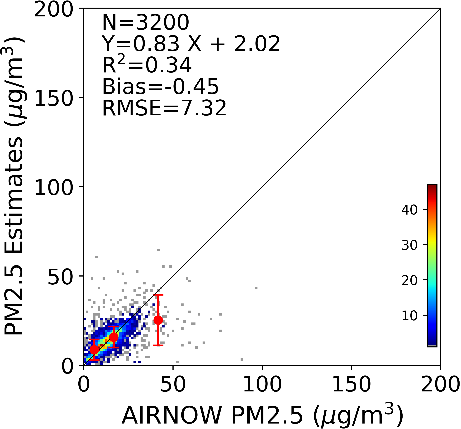 N=3200
Y=0.83 X + 2.02
R²=0.34
Bias=-0.45
RMSE=7.32
PM2.5 Estimates (μg/m³)
200
150
100
50
0
40
30
20
10
0 50 100 150 200
AIRNOW PM2.5 (μg/m³)